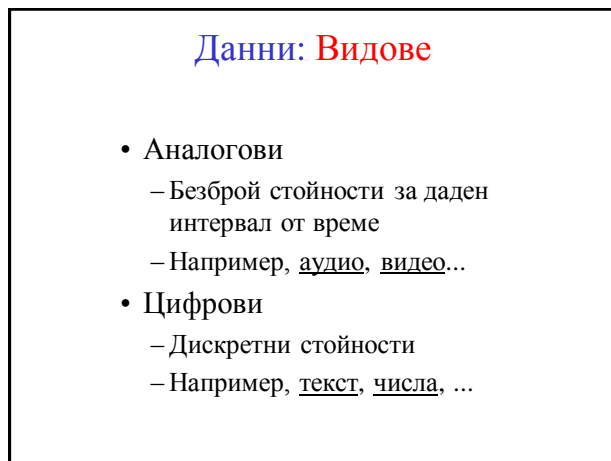 Данни: Видове
• Аналогови
– Безброй стойности за даден
интервал от време
– Например, аудио, видео...
• Цифрови
– Дискретни стойности
– Например, текст, числа, ...